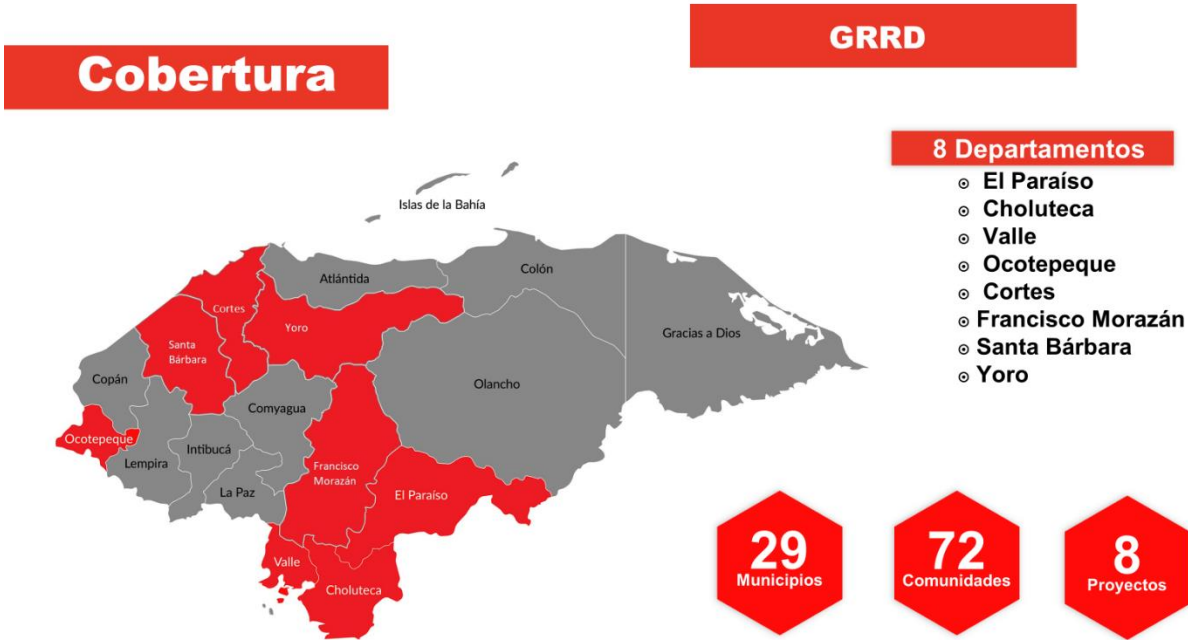 GRRD
Cobertura
8 Departamentos
El Paraíso
Choluteca
Valle
Ocotepeque
Cortes
Francisco Morazán
Santa Bárbara
Yoro
Islas de la Bahía
Atlántida
Colón
Cortes
Yoro
Gracias a Dios
Santa
Bárbara
Copán
Olancho
Comyagua
Ocotepeque
Intibucá
Lempira
Francisco
Morazán
La Paz
El Paraíso
Valle
Choluteca
29
Municipios
72
Comunidades
8
Proyectos